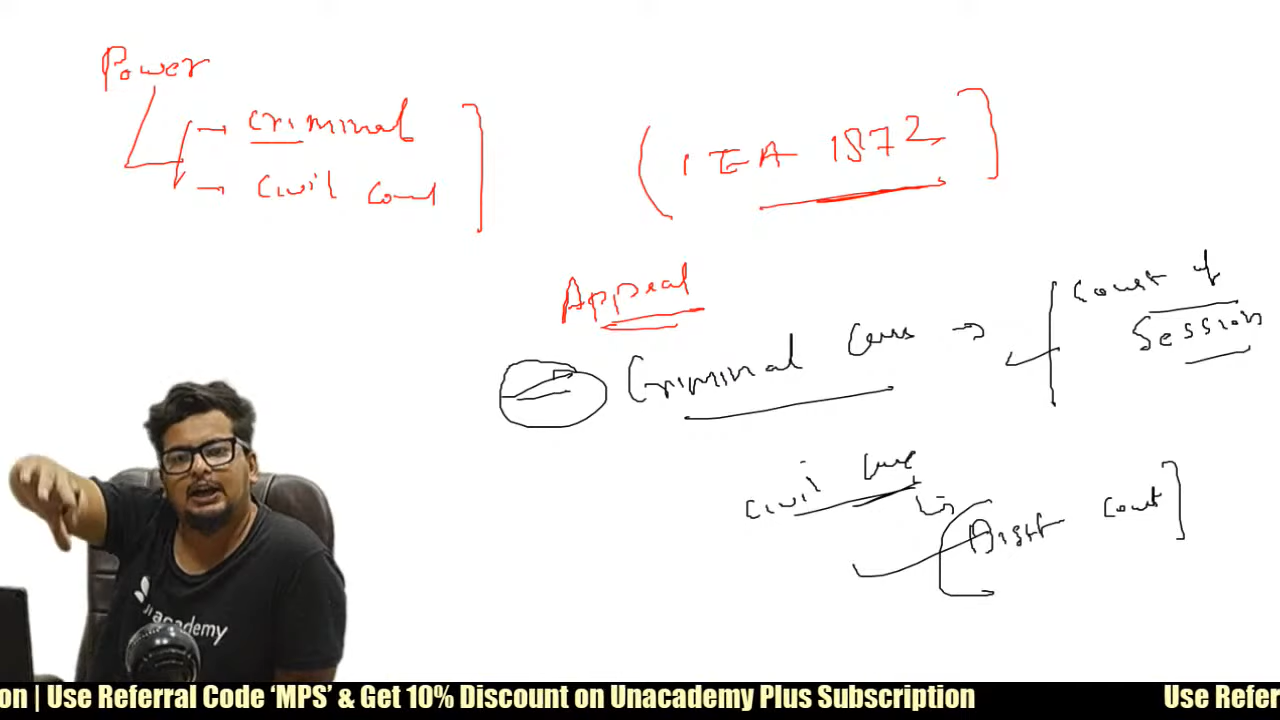 Power
→ criminal
→ civil court
(IEA 1872]
Appeal
Criminal case → Court of
Session
civil case
↳ Distt court]
unacademy
on | Use Referral Code ‘MPS’ & Get 10% Discount on Unacademy Plus Subscription
Use Refer